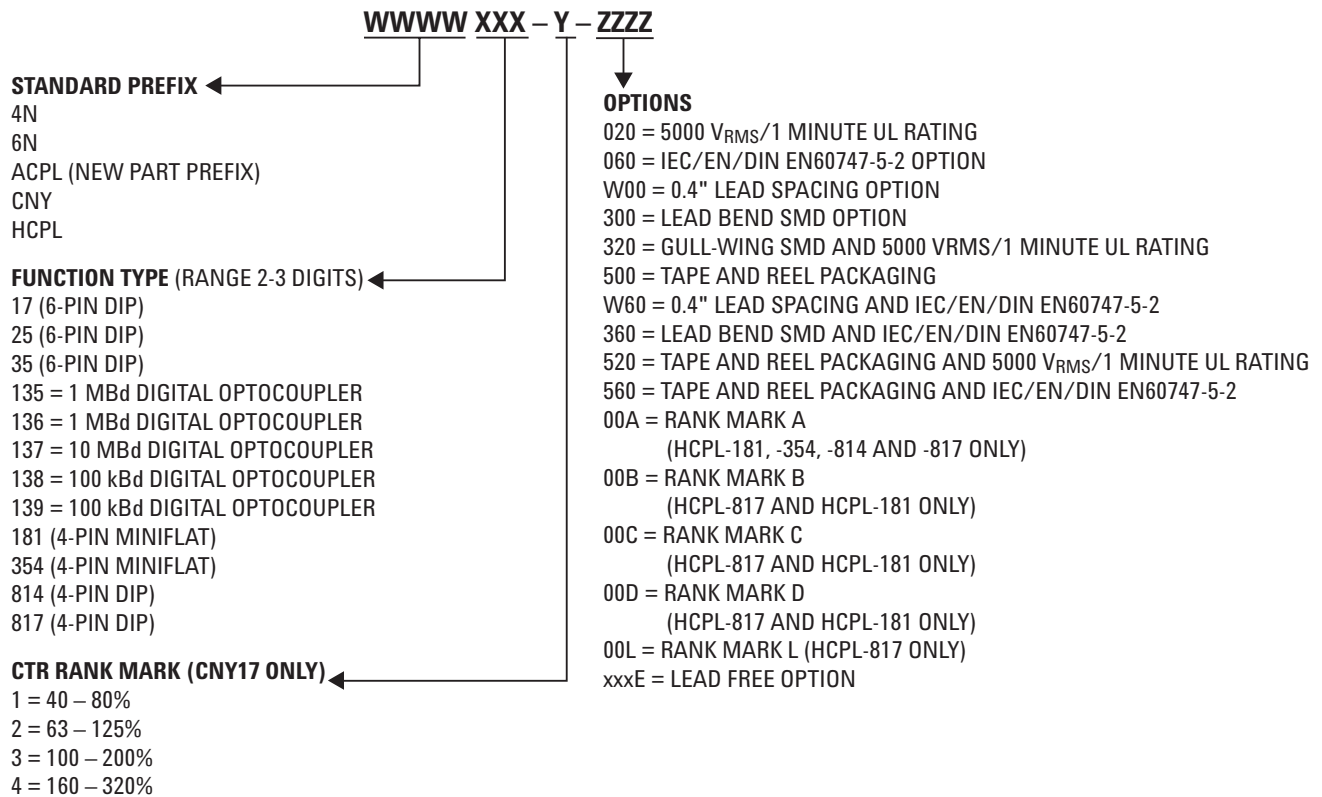 WWWW XXX – Y – ZZZZ
STANDARD PREFIX
4N
6N
ACPL (NEW PART PREFIX)
CNY
HCPL
FUNCTION TYPE (RANGE 2-3 DIGITS)
17 (6-PIN DIP)
25 (6-PIN DIP)
35 (6-PIN DIP)
135 = 1 MBd DIGITAL OPTOCOUPLER
136 = 1 MBd DIGITAL OPTOCOUPLER
137 = 10 MBd DIGITAL OPTOCOUPLER
138 = 100 kBd DIGITAL OPTOCOUPLER
139 = 100 kBd DIGITAL OPTOCOUPLER
181 (4-PIN MINIFLAT)
354 (4-PIN MINIFLAT)
814 (4-PIN DIP)
817 (4-PIN DIP)
CTR RANK MARK (CNY17 ONLY)
1 = 40 – 80%
2 = 63 – 125%
3 = 100 – 200%
4 = 160 – 320%
OPTIONS
020 = 5000 VRMS/1 MINUTE UL RATING
060 = IEC/EN/DIN EN60747-5-2 OPTION
W00 = 0.4" LEAD SPACING OPTION
300 = LEAD BEND SMD OPTION
320 = GULL-WING SMD AND 5000 VRMS/1 MINUTE UL RATING
500 = TAPE AND REEL PACKAGING
W60 = 0.4" LEAD SPACING AND IEC/EN/DIN EN60747-5-2
360 = LEAD BEND SMD AND IEC/EN/DIN EN60747-5-2
520 = TAPE AND REEL PACKAGING AND 5000 VRMS/1 MINUTE UL RATING
560 = TAPE AND REEL PACKAGING AND IEC/EN/DIN EN60747-5-2
00A = RANK MARK A
(HCPL-181, -354, -814 AND -817 ONLY)
00B = RANK MARK B
(HCPL-817 AND HCPL-181 ONLY)
00C = RANK MARK C
(HCPL-817 AND HCPL-181 ONLY)
00D = RANK MARK D
(HCPL-817 AND HCPL-181 ONLY)
00L = RANK MARK L (HCPL-817 ONLY)
xxxE = LEAD FREE OPTION